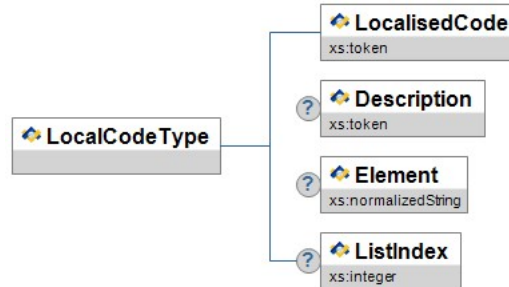 LocalisedCode
xs:token
?
Description
xs:token
LocalCodeType
?
Element
xs:normalizedString
?
ListIndex
xs:integer